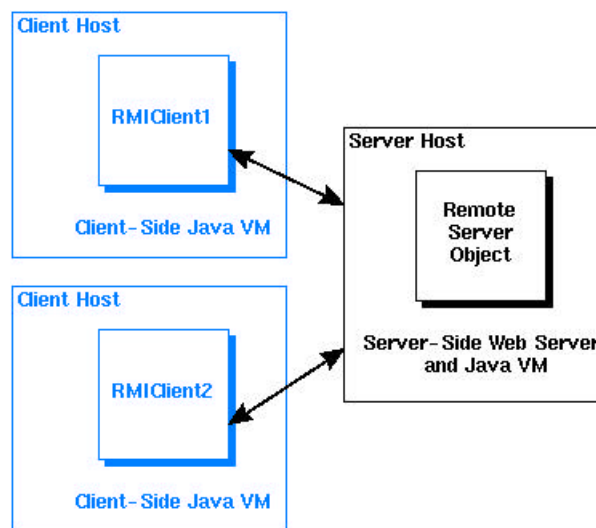 Client Host
RMIClient1
Client-Side Java VM
Server Host
Remote
Server
Object
Server-Side Web Server
and Java VM
Client Host
RMIClient2
Client-Side Java VM